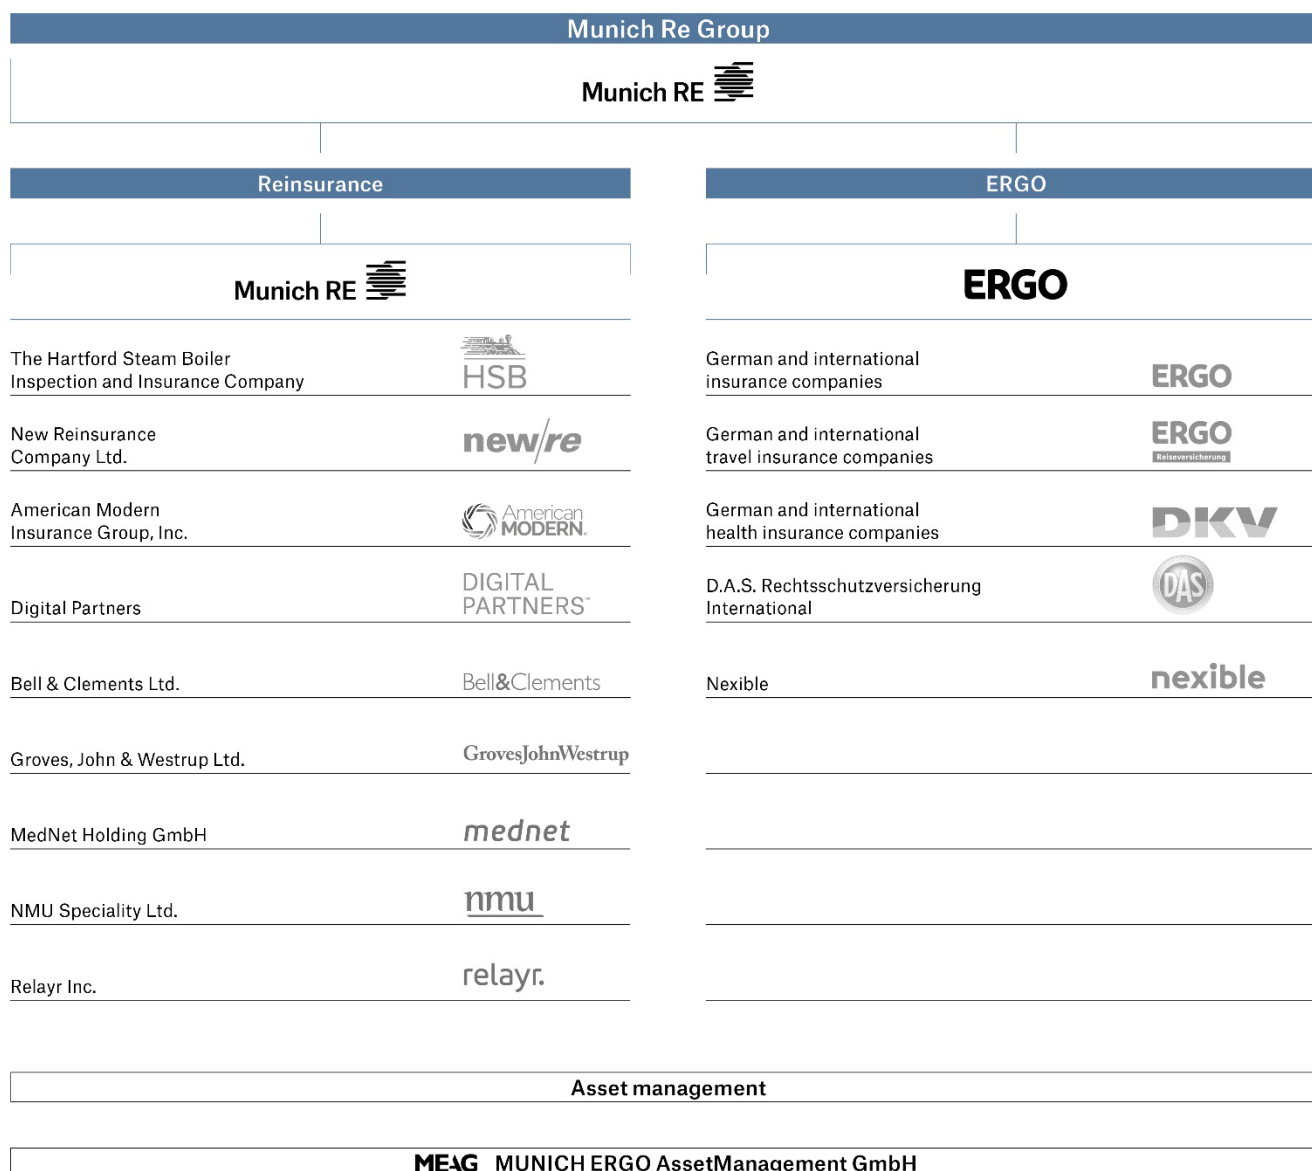 Munich Re Group
Munich RE
Reinsurance
Munich RE
The Hartford Steam Boiler
Inspection and Insurance Company
HSB
New Reinsurance
Company Ltd.
new/re
American Modern
Insurance Group, Inc.
American
MODERN.
Digital Partners
DIGITAL
PARTNERS™
Bell & Clements Ltd.
Bell&Clements
Groves, John & Westrup Ltd.
GrovesJohnWestrup
MedNet Holding GmbH
mednet
NMU Speciality Ltd.
nmu
Relayr Inc.
relayr.
ERGO
ERGO
German and international
insurance companies
ERGO
German and international
travel insurance companies
ERGO
Reiseversicherung
German and international
health insurance companies
DKV
D.A.S. Rechtsschutzversicherung
International
DAS
Nexible
nexible
Asset management
MEAG MUNICH ERGO AssetManagement GmbH